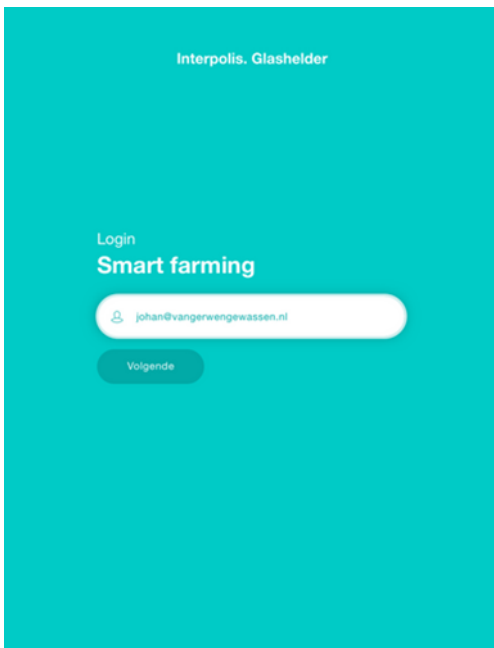 Interpolis. Glashelder
Login
Smart farming
johan@vangerwengewassen.nl
Volgende